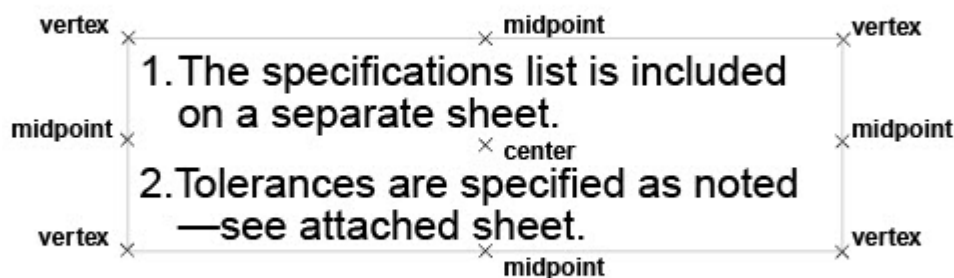 vertex midpoint vertex
1. The specifications list is included
on a separate sheet.
midpoint midpoint
center
2. Tolerances are specified as noted
—see attached sheet.
vertex vertex
midpoint